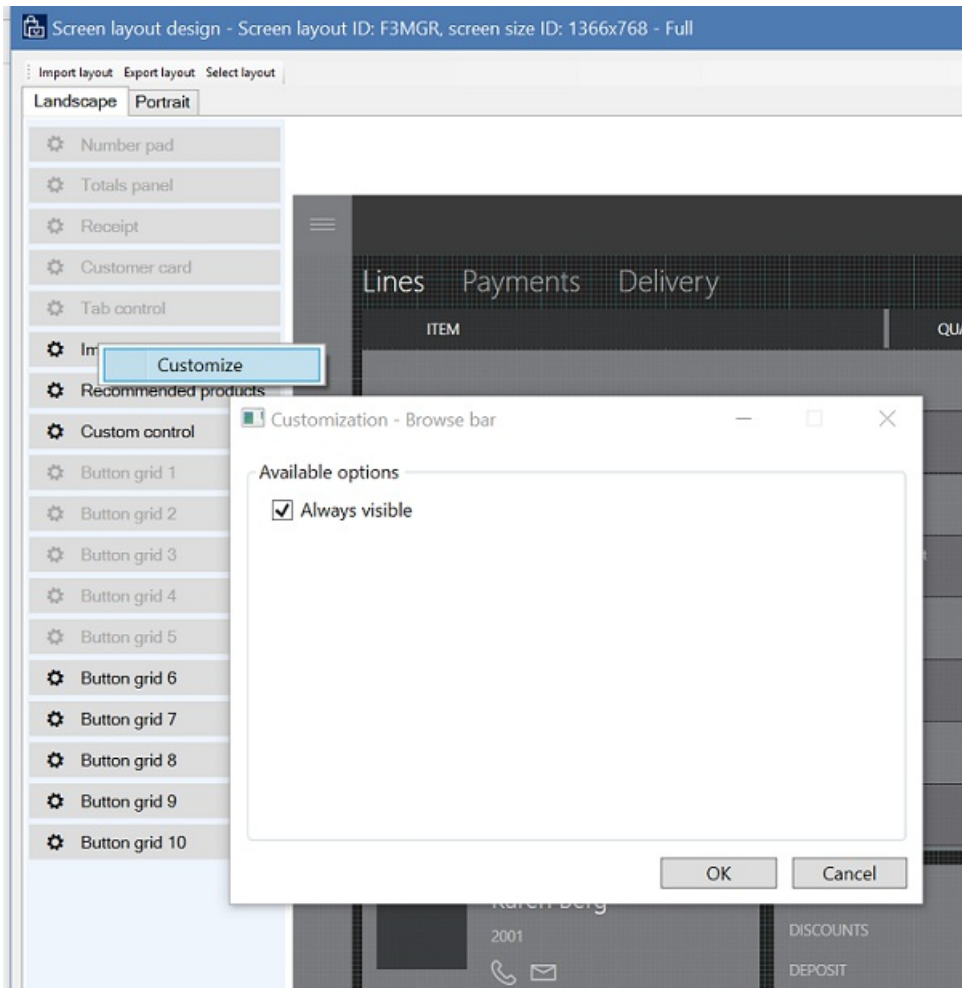 Screen layout design - Screen layout ID: F3MGR, screen size ID: 1366x768 - Full
Import layout Export layout Select layout
Landscape Portrait
Number pad
Totals panel
Receipt
Customer card
Tab control
Customize
Recommended products
Custom control
Button grid 1
Button grid 2
Button grid 3
Button grid 4
Button grid 5
Button grid 6
Button grid 7
Button grid 8
Button grid 9
Button grid 10
Lines Payments Delivery
ITEM
Customization - Browse bar
Available options
Always visible
OK Cancel
Karen Berg
2001
DISCOUNTS
DEPOSIT